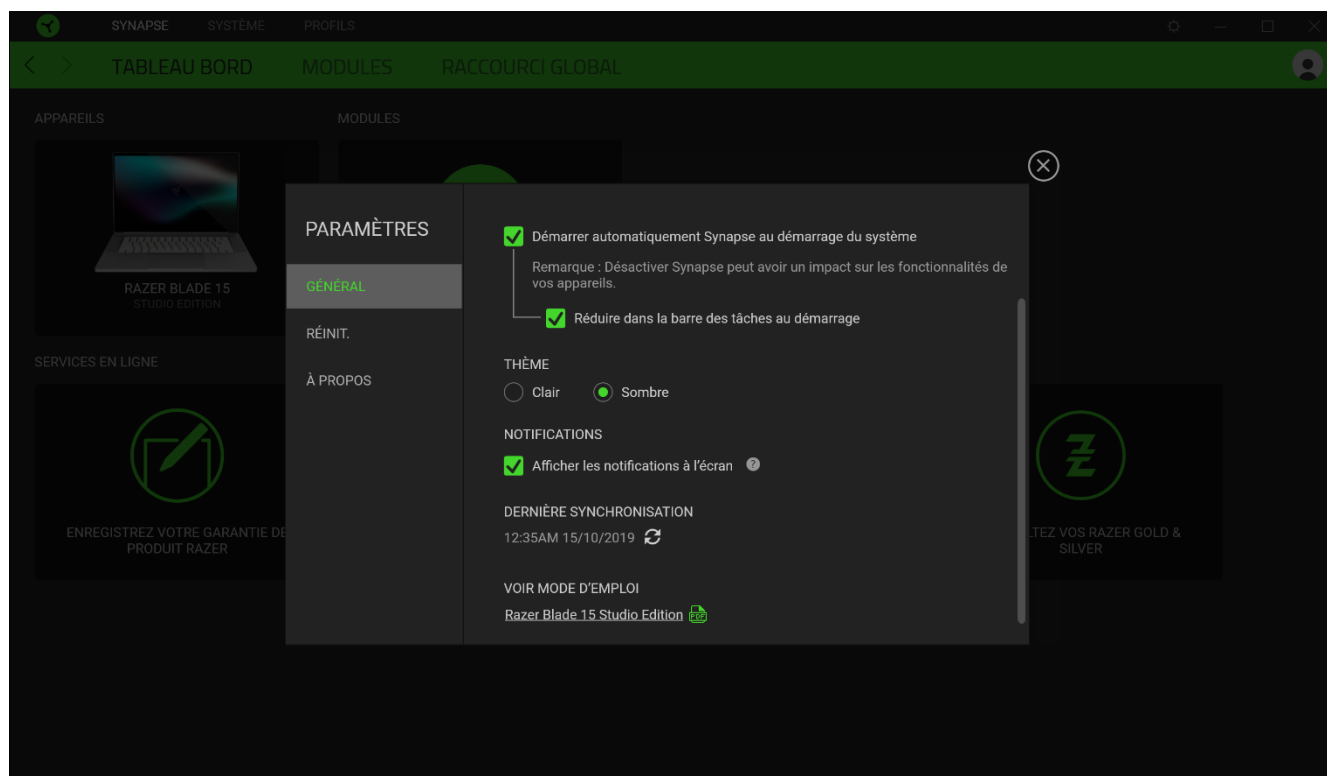 SYNAPSE SYSTÈME PROFILS
TABLEAU BORD MODULES RACCOURCI GLOBAL
APPAREILS MODULES
RAZER BLADE 15
STUDIO EDITION
SERVICES EN LIGNE
ENREGISTREZ VOTRE GARANTIE DE
PRODUIT RAZER
PARAMÈTRES
GÉNÉRAL
RÉINIT.
À PROPOS
Démarrer automatiquement Synapse au démarrage du système
Remarque : Désactiver Synapse peut avoir un impact sur les fonctionnalités de
vos appareils.
Réduire dans la barre des tâches au démarrage
THÈME
Clair Sombre
NOTIFICATIONS
Afficher les notifications à l’écran ?
DERNIÈRE SYNCHRONISATION
12:35AM 15/10/2019
VOIR MODE D’EMPLOI
Razer Blade 15 Studio Edition PDF
VOS RAZER GOLD &
SILVER